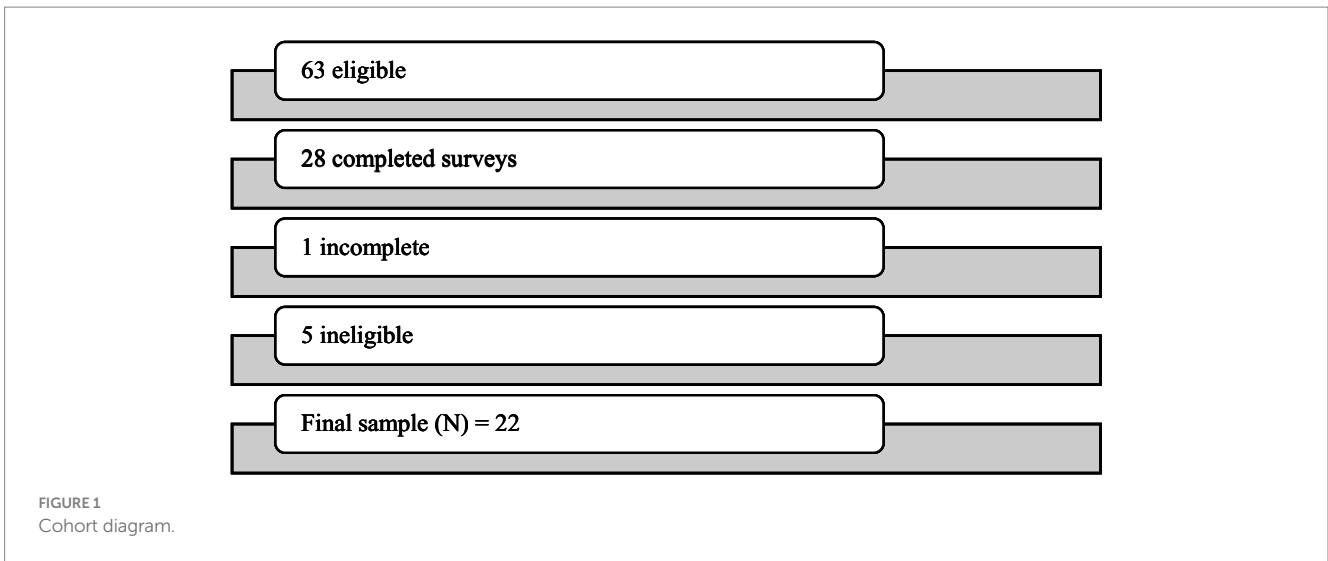 63 eligible
28 completed surveys
1 incomplete
5 ineligible
Final sample (N) = 22
FIGURE 1
Cohort diagram.